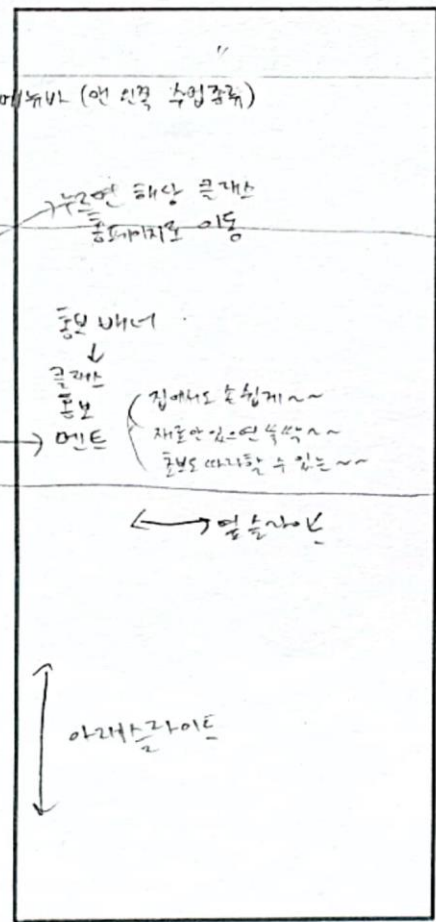 "
메뉴바 (맨 왼쪽 수업종류)
누르면 해당 클래스
홈페이지로 이동
홍보 배너
클래스
홍보
멘트
집에서도 손쉽게~~
재료만 있으면 뚝딱~~
초보도 따라할 수 있는~~
옆슬라이드
아래슬라이드